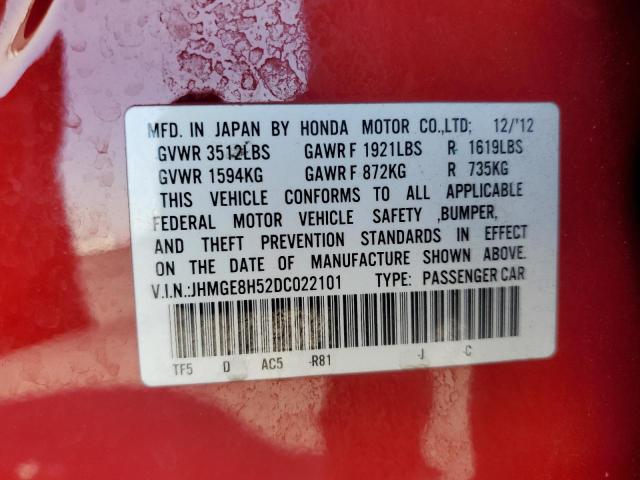 MFD. IN JAPAN BY HONDA MOTOR CO.,LTD; 12/'12
GVWR 3512LBS GAWR F 1921LBS R 1619LBS
GVWR 1594KG GAWR F 872KG R 735KG
THIS VEHICLE CONFORMS TO ALL APPLICABLE
FEDERAL MOTOR VEHICLE SAFETY ,BUMPER,
AND THEFT PREVENTION STANDARDS IN EFFECT
ON THE DATE OF MANUFACTURE SHOWN ABOVE.
V.I.N.:JHMGE8H52DC022101 TYPE: PASSENGER CAR
TF5 D AC5 -R81 -J -C